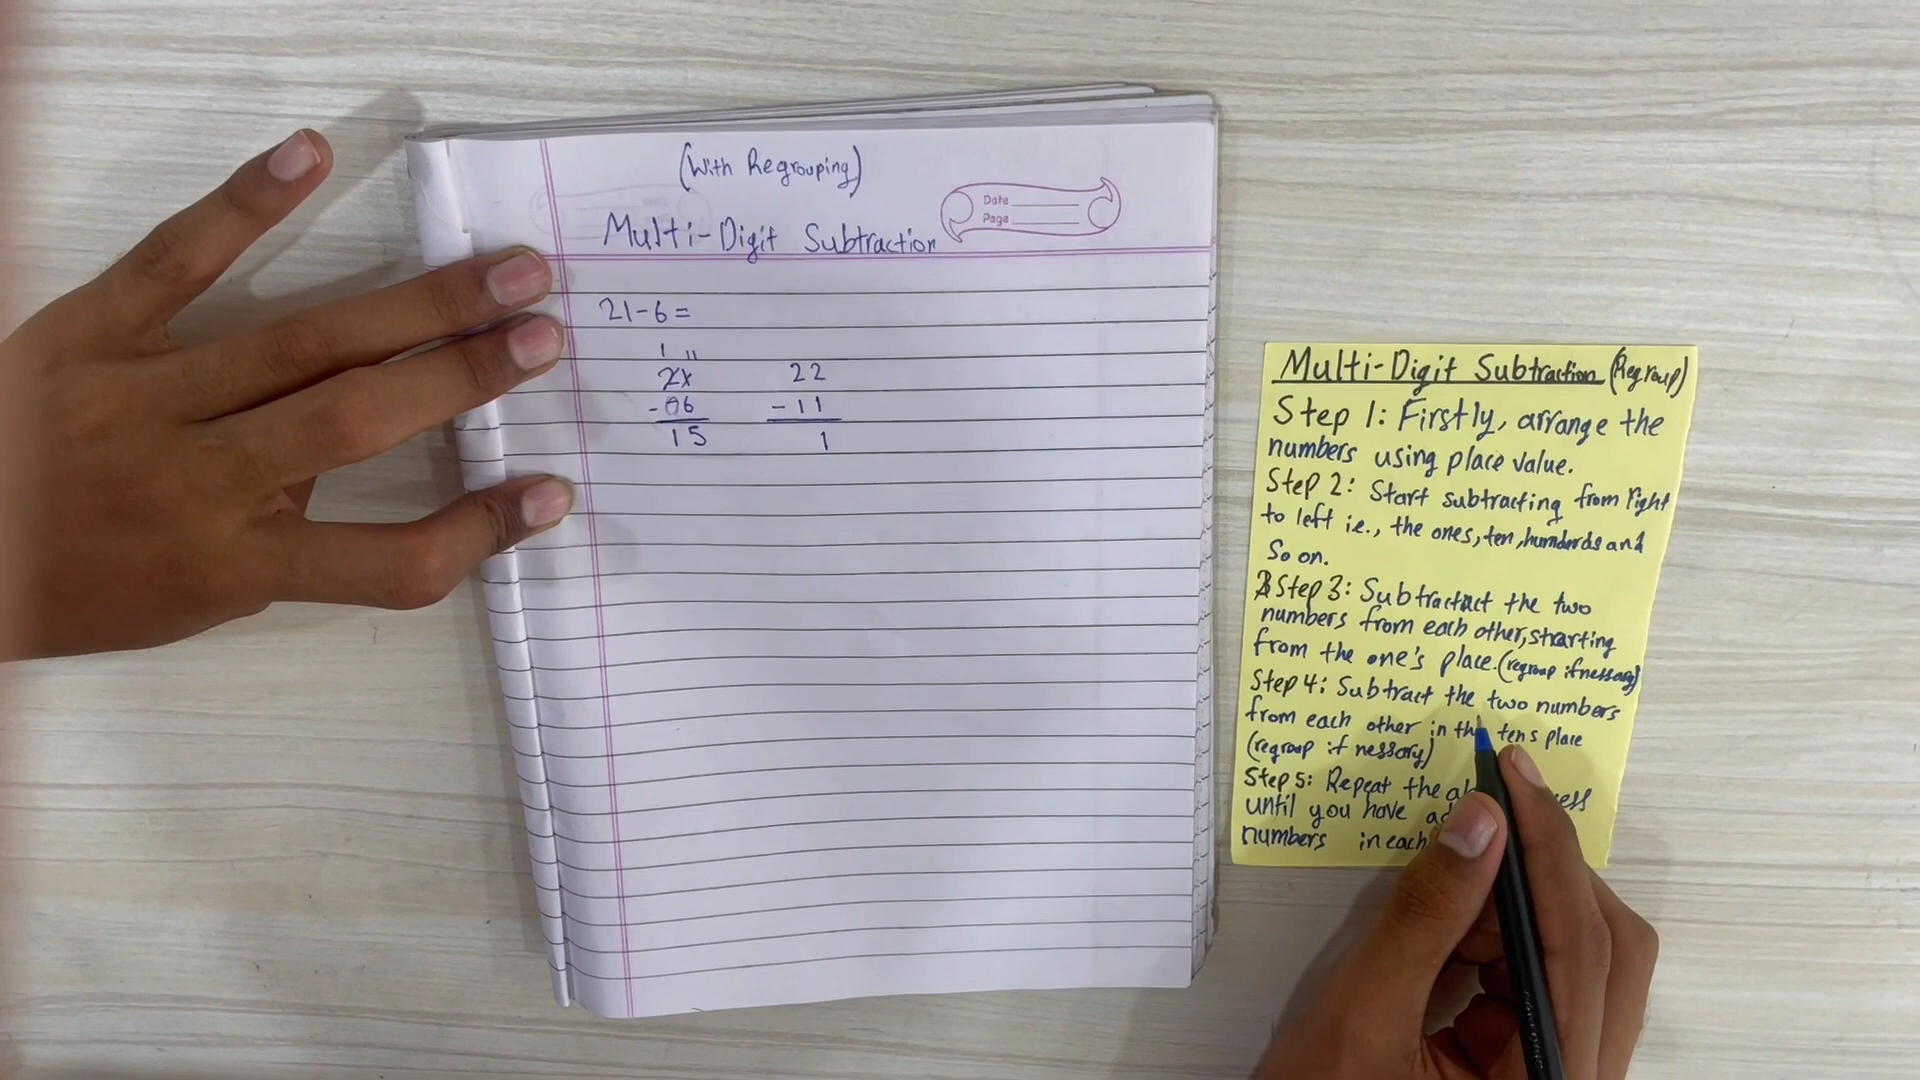 (With Regrouping)
Date
Page
Multi-Digit Subtraction
21-6=
1 11
21
-06
15
22
-11
1
Multi-Digit Subtraction (Regroup)
Step 1: Firstly, arrange the
numbers using place value.
Step 2: Start subtracting from right
to left i.e., the ones, ten, hunderds and
So on.
Step 3: Subtract the two
numbers from each other, strarting
from the one's place. (regroup if nessary)
Step 4: Subtract the two numbers
from each other in the tens place
(regroup if nessory)
Step 5: Repeat the
until you have
numbers in each